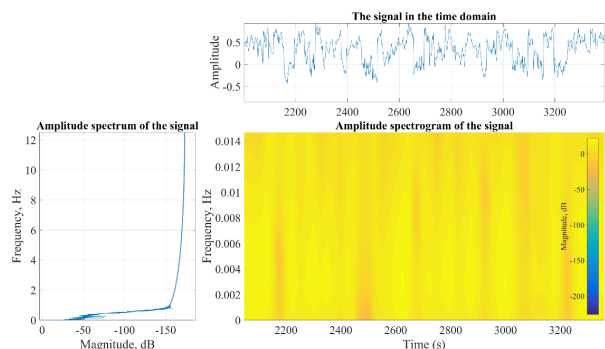 The signal in the time domain
Amplitude
0.5
0
-0.5
2200 2400 2600 2800 3000 3200
Amplitude spectrum of the signal
Frequency, Hz
12
10
8
6
4
2
0
0 -50 -100 -150
Magnitude, dB
Amplitude spectrogram of the signal
Frequency, Hz
0.014
0.012
0.01
0.008
0.006
0.004
0.002
0.000
2200 2400 2600 2800 3000 3200
Time (s)
Magnitude, dB
0
-50
-100
-150
-200